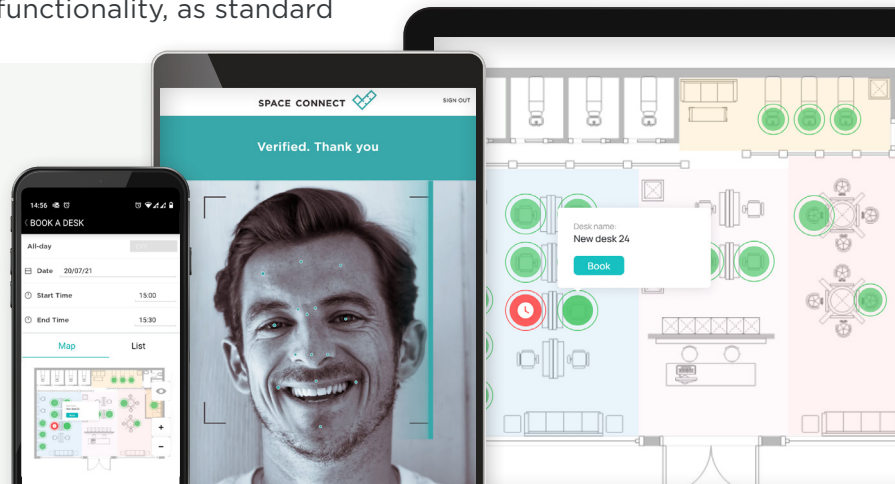 functionality, as standard
SPACE CONNECT
SIGN OUT
Verified. Thank you
14:56
BOOK A DESK
All-day
Date 20/07/21
Start Time 15:00
End Time 15:30
Map List
+
-
Desk name:
New desk 24
Book